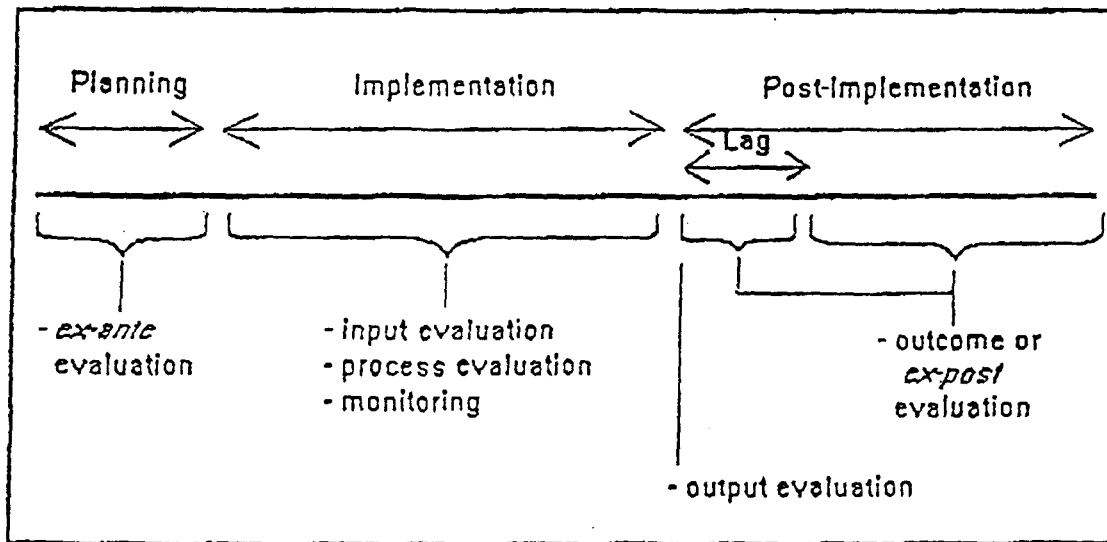 Planning
Implementation
Post-Implementation
Lag
- ex-ante
evaluation
- input evaluation
- process evaluation
- monitoring
- outcome or
ex-post
evaluation
- output evaluation